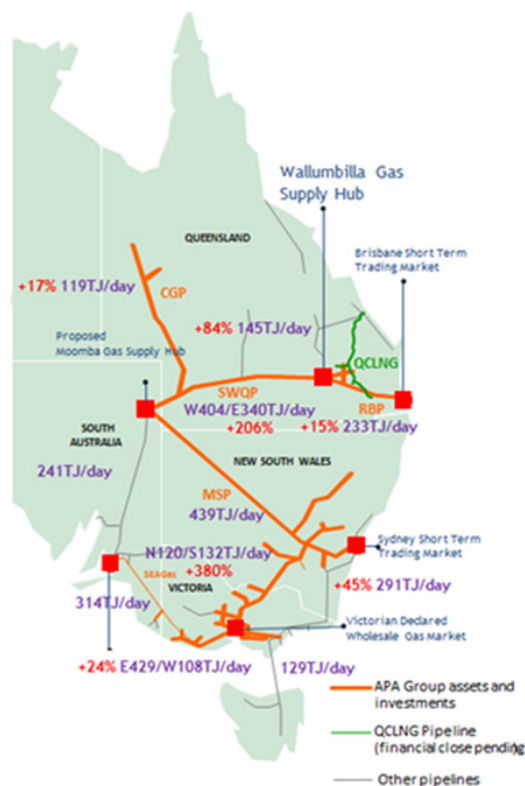 Wallumbilla Gas
Supply Hub
QUEENSLAND
Brisbane Short Term
Trading Market
+17% 119TJ/day
CGP
+84% 145TJ/day
Proposed
Moomba Gas Supply Hub
QCLNG
SWQP
RBP
W404/E340TJ/day
+206%
+15% 233TJ/day
SOUTH
AUSTRALIA
241TJ/day
NEW SOUTH WALES
MSP
439TJ/day
N120/S132TJ/day
+380%
Sydney Short Term
Trading Market
SEAGas
VICTORIA
+45% 291TJ/day
314TJ/day
Victorian Declared
Wholesale Gas Market
+24% E429/W108TJ/day
129TJ/day
APA Group assets and
investments
QCLNG Pipeline
(financial close pending)
Other pipelines